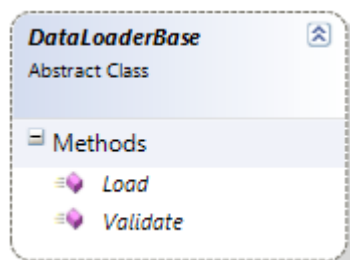 DataLoaderBase
Abstract Class
Methods
Load
Validate